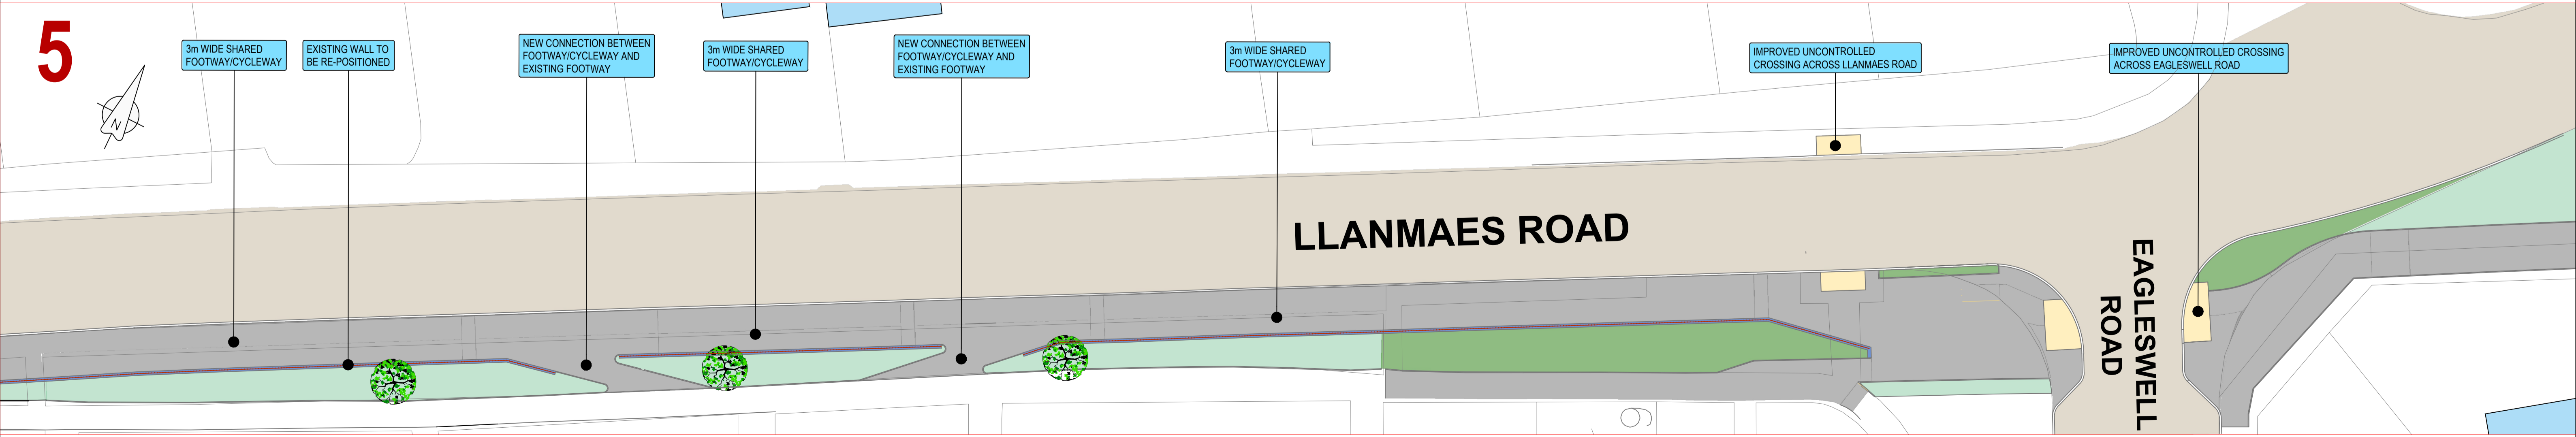 5
3m WIDE SHARED
FOOTWAY/CYCLEWAY
EXISTING WALL TO
BE RE-POSITIONED
NEW CONNECTION BETWEEN
FOOTWAY/CYCLEWAY AND
EXISTING FOOTWAY
3m WIDE SHARED
FOOTWAY/CYCLEWAY
NEW CONNECTION BETWEEN
FOOTWAY/CYCLEWAY AND
EXISTING FOOTWAY
3m WIDE SHARED
FOOTWAY/CYCLEWAY
IMPROVED UNCONTROLLED
CROSSING ACROSS LLANMAES ROAD
IMPROVED UNCONTROLLED CROSSING
ACROSS EAGLESWELL ROAD
N
LLANMAES ROAD
EAGLESWELL
ROAD